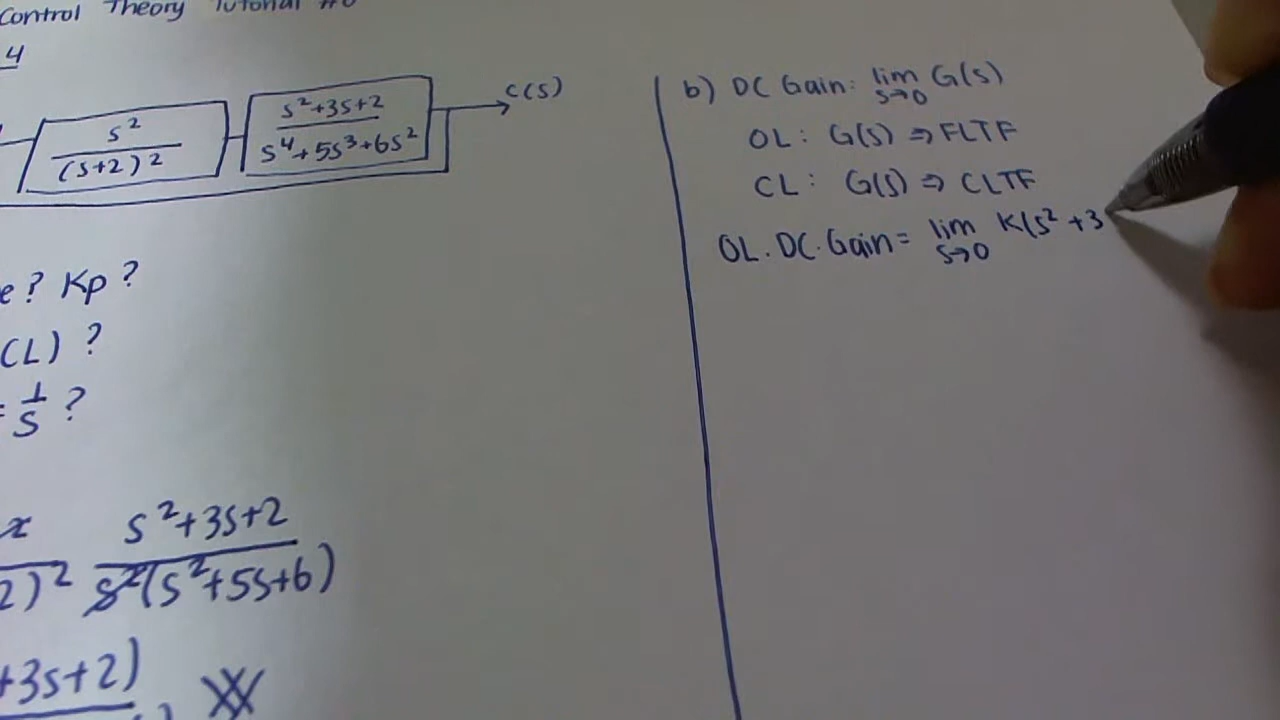 Control Theory Tutorial #6
4
s²
(s+2)²
s²+3s+2
s⁴+5s³+6s²
C(s)
e? Kp?
(CL)?
= 1/s ?
s²+3s+2
2)² s²(s²+5s+6)
+3s+2)
b) DC Gain: lim s→0 G(s)
OL: G(s) ⇒ FLTF
CL: G(s) ⇒ CLTF
OL. DC. Gain = lim s→0 K(s² + 3